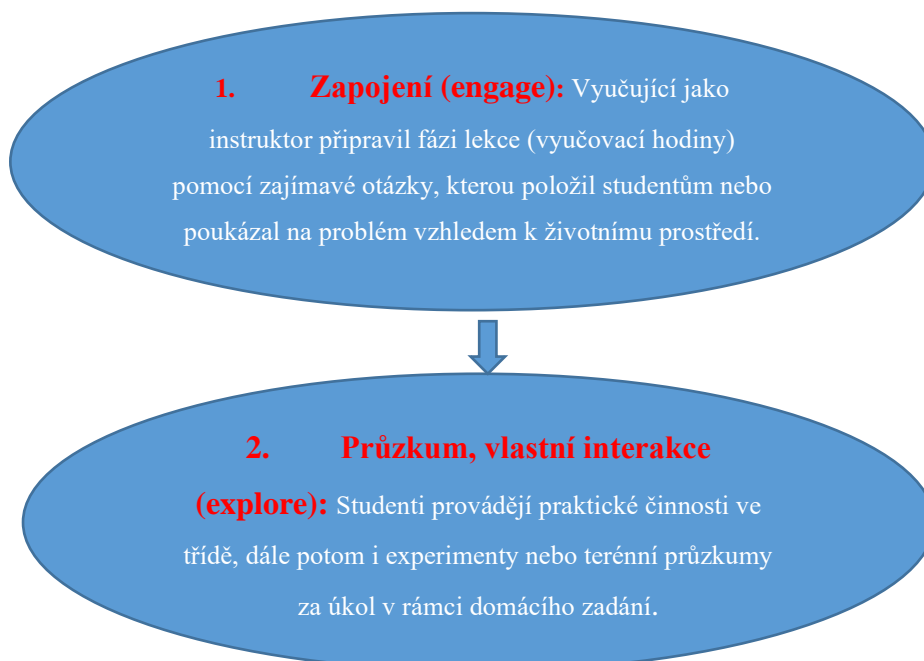 1. Zapojení (engage): Vyučující jako
instruktor připravil fázi lekce (vyučovací hodiny)
pomocí zajímavé otázky, kterou položil studentům nebo
poukázal na problém vzhledem k životnímu prostředí.
2. Průzkum, vlastní interakce
(explore): Studenti provádějí praktické činnosti ve
třídě, dále potom i experimenty nebo terénní průzkumy
za úkol v rámci domácího zadání.